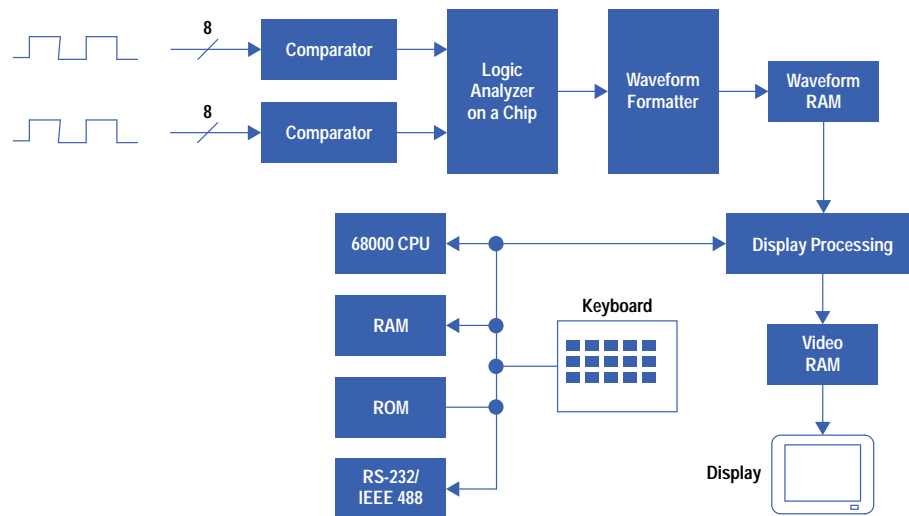 8
Comparator
8
Comparator
Logic
Analyzer
on a Chip
Waveform
Formatter
Waveform
RAM
68000 CPU
Display Processing
RAM
Keyboard
Video
RAM
ROM
RS-232/
IEEE 488
Display